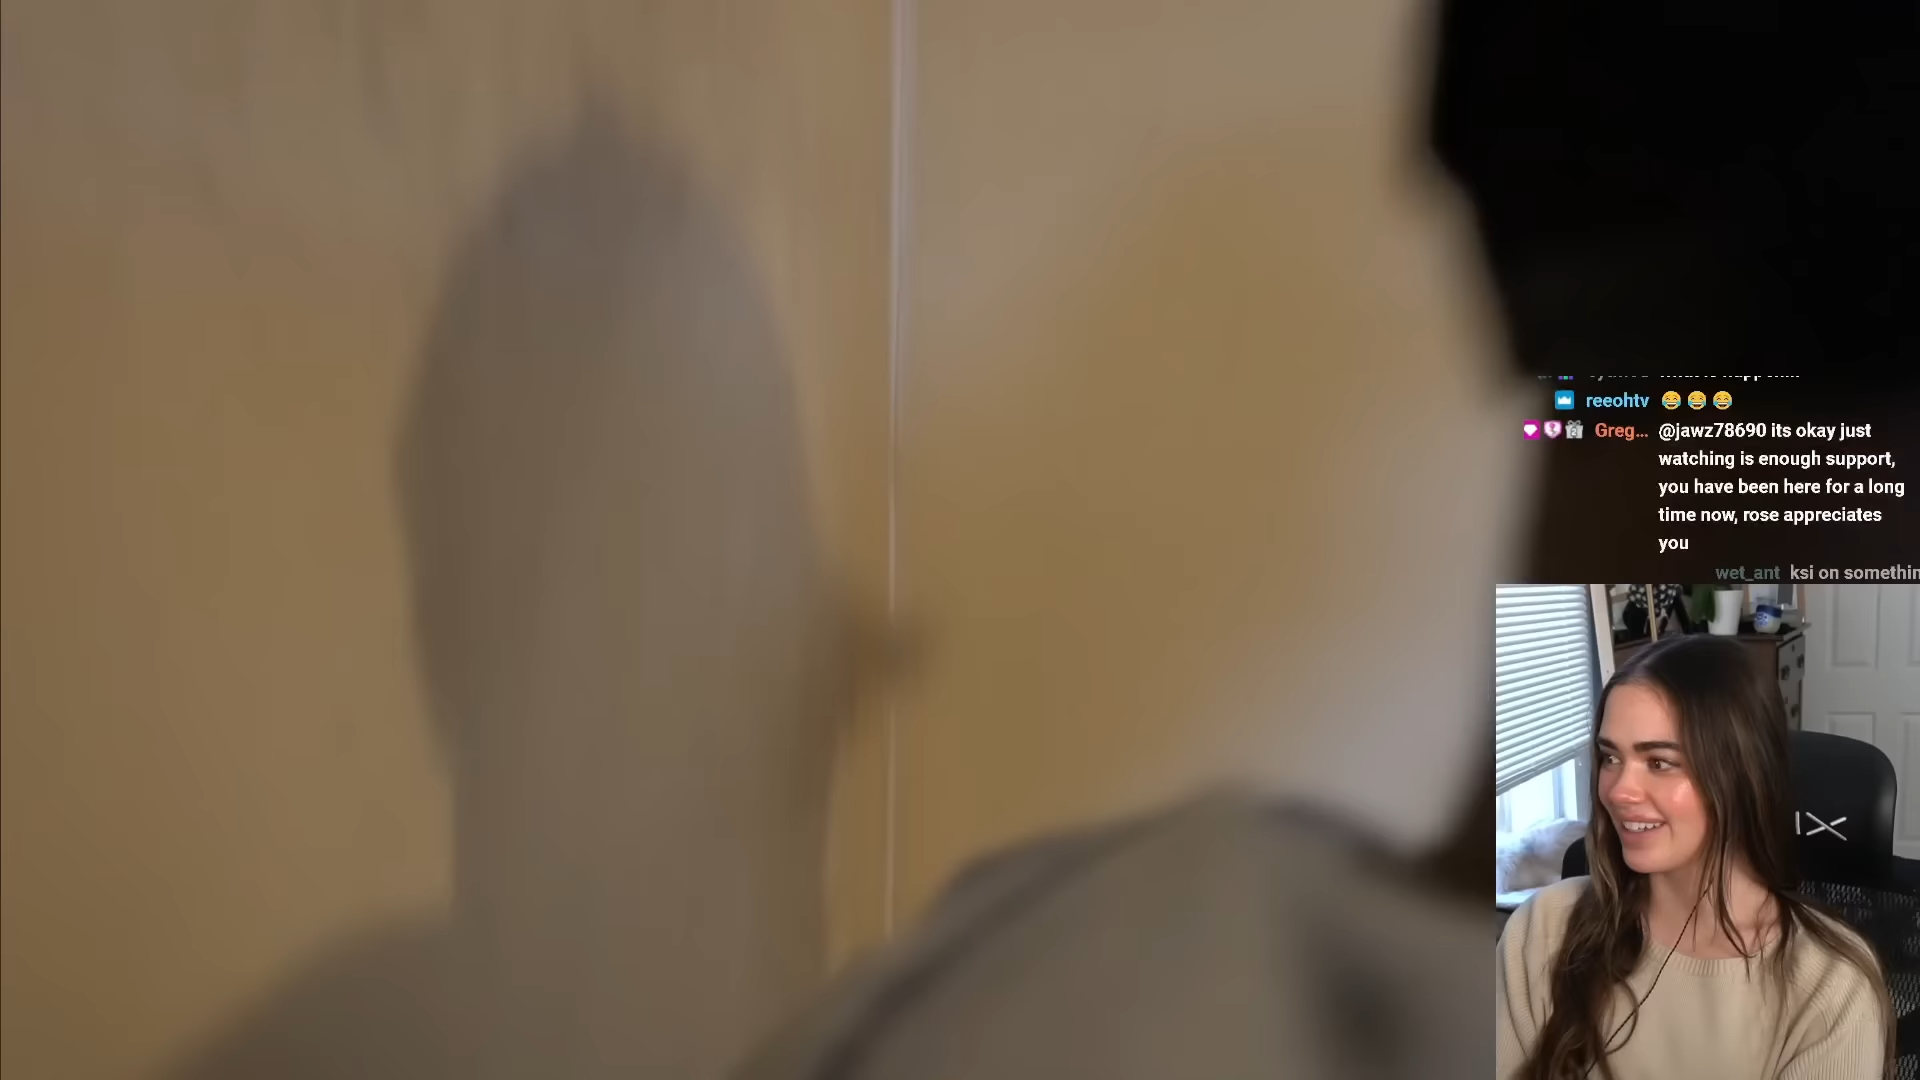 reeohtv 😂 😂 😂
Greg... @jawz78690 its okay just
watching is enough support,
you have been here for a long
time now, rose appreciates
you
wet_ant ksi on somethin